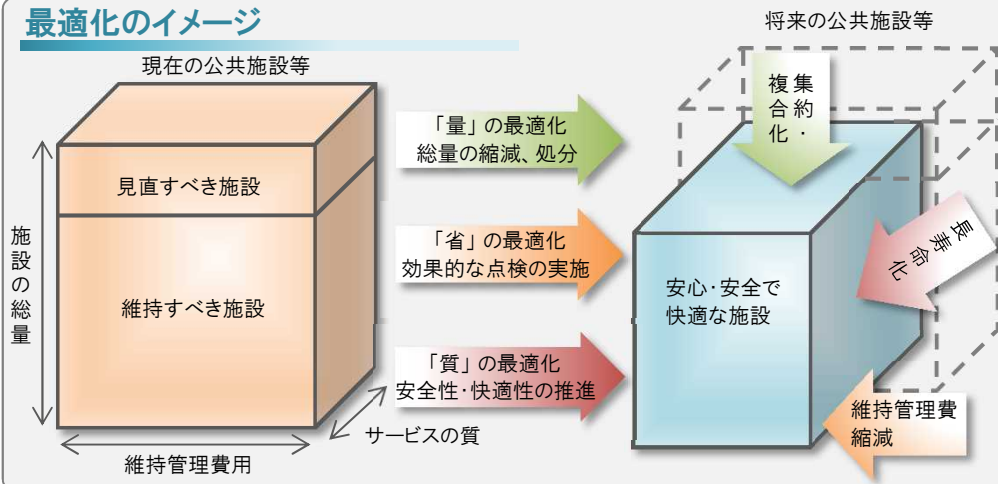 最適化のイメージ
現在の公共施設等
将来の公共施設等
見直すべき施設
維持すべき施設
施設の総量
維持管理費用
サービスの質
「量」の最適化
総量の縮減、処分
「省」の最適化
効果的な点検の実施
「質」の最適化
安全性・快適性の推進
集約・
複合化
長寿命化
安心・安全で
快適な施設
維持管理費
縮減